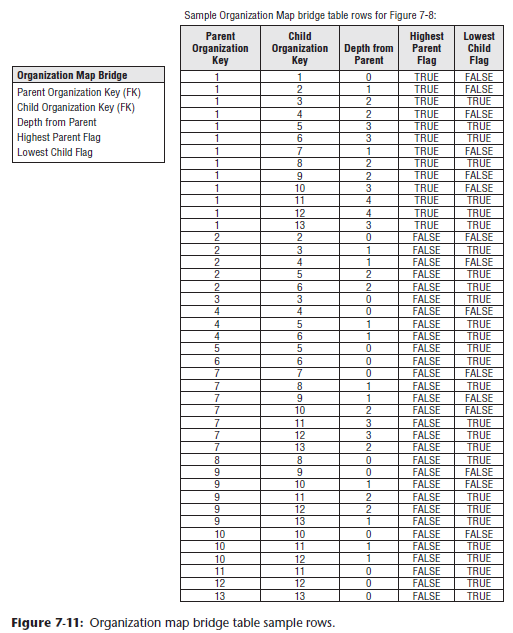 Sample Organization Map bridge table rows for Figure 7-8:
Organization Map Bridge
Parent Organization Key (FK)
Child Organization Key (FK)
Depth from Parent
Highest Parent Flag
Lowest Child Flag
Parent Organization Key Child Organization Key Depth from Parent Highest Parent Flag Lowest Child Flag
1 1 0 TRUE FALSE
1 2 1 TRUE FALSE
1 3 2 TRUE TRUE
1 4 2 TRUE FALSE
1 5 3 TRUE TRUE
1 6 3 TRUE TRUE
1 7 1 TRUE FALSE
1 8 2 TRUE TRUE
1 9 2 TRUE FALSE
1 10 3 TRUE FALSE
1 11 4 TRUE TRUE
1 12 4 TRUE TRUE
1 13 3 TRUE TRUE
2 2 0 FALSE FALSE
2 3 1 FALSE TRUE
2 4 1 FALSE FALSE
2 5 2 FALSE TRUE
2 6 2 FALSE TRUE
3 3 0 FALSE TRUE
4 4 0 FALSE FALSE
4 5 1 FALSE TRUE
4 6 1 FALSE TRUE
5 5 0 FALSE TRUE
6 6 0 FALSE TRUE
7 7 0 FALSE FALSE
7 8 1 FALSE TRUE
7 9 1 FALSE FALSE
7 10 2 FALSE FALSE
7 11 3 FALSE TRUE
7 12 3 FALSE TRUE
7 13 2 FALSE TRUE
8 8 0 FALSE TRUE
9 9 0 FALSE FALSE
9 10 1 FALSE FALSE
9 11 2 FALSE TRUE
9 12 2 FALSE TRUE
9 13 1 FALSE TRUE
10 10 0 FALSE FALSE
10 11 1 FALSE TRUE
10 12 1 FALSE TRUE
11 11 0 FALSE TRUE
12 12 0 FALSE TRUE
13 13 0 FALSE TRUE
Figure 7-11: Organization map bridge table sample rows.